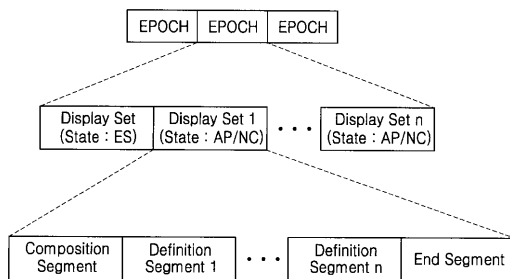 EPOCH EPOCH EPOCH
Display Set Display Set 1 Display Set n
(State : ES) (State : AP/NC) • • • (State : AP/NC)
Composition Definition Definition End Segment
Segment Segment 1 • • • Segment n